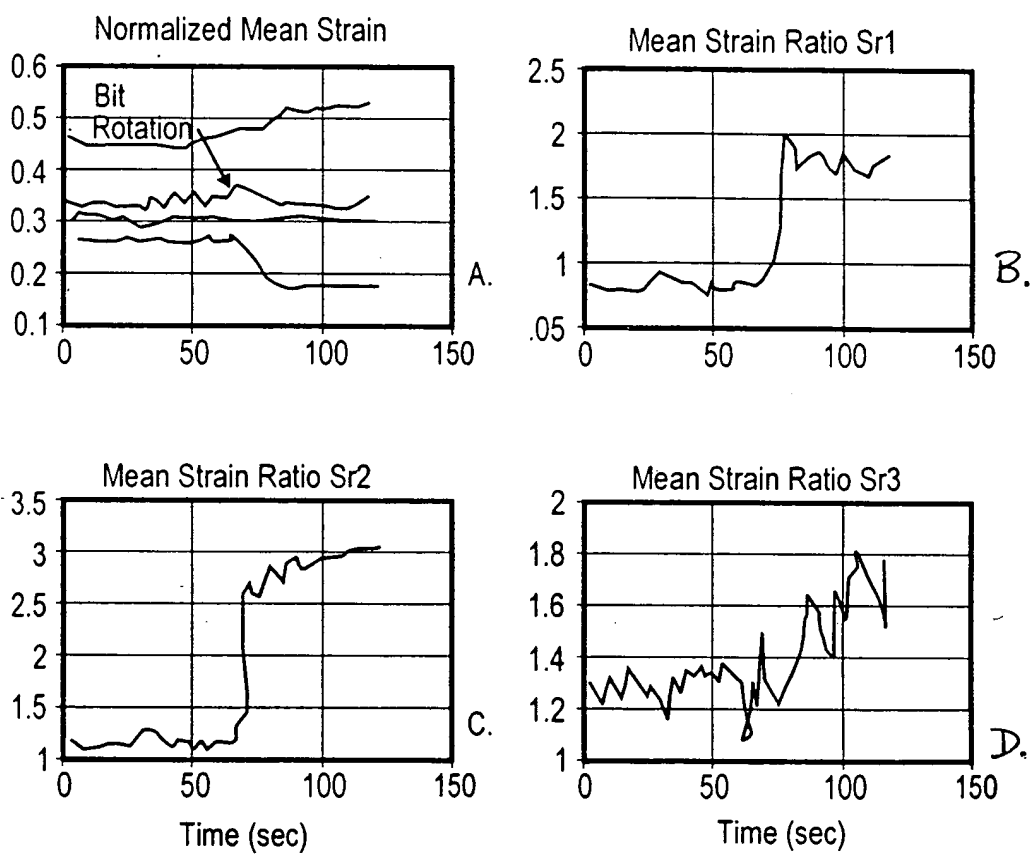 Normalized Mean Strain
0.6
0.5
0.4
0.3
0.2
0.1
Bit
Rotation
0 50 100 150
A.
Mean Strain Ratio Sr1
2.5
2
1.5
1
.05
0 50 100 150
B.
Mean Strain Ratio Sr2
3.5
3
2.5
2
1.5
1
0 50 100 150
Time (sec)
C.
Mean Strain Ratio Sr3
2
1.8
1.6
1.4
1.2
1
0 50 100 150
Time (sec)
D.